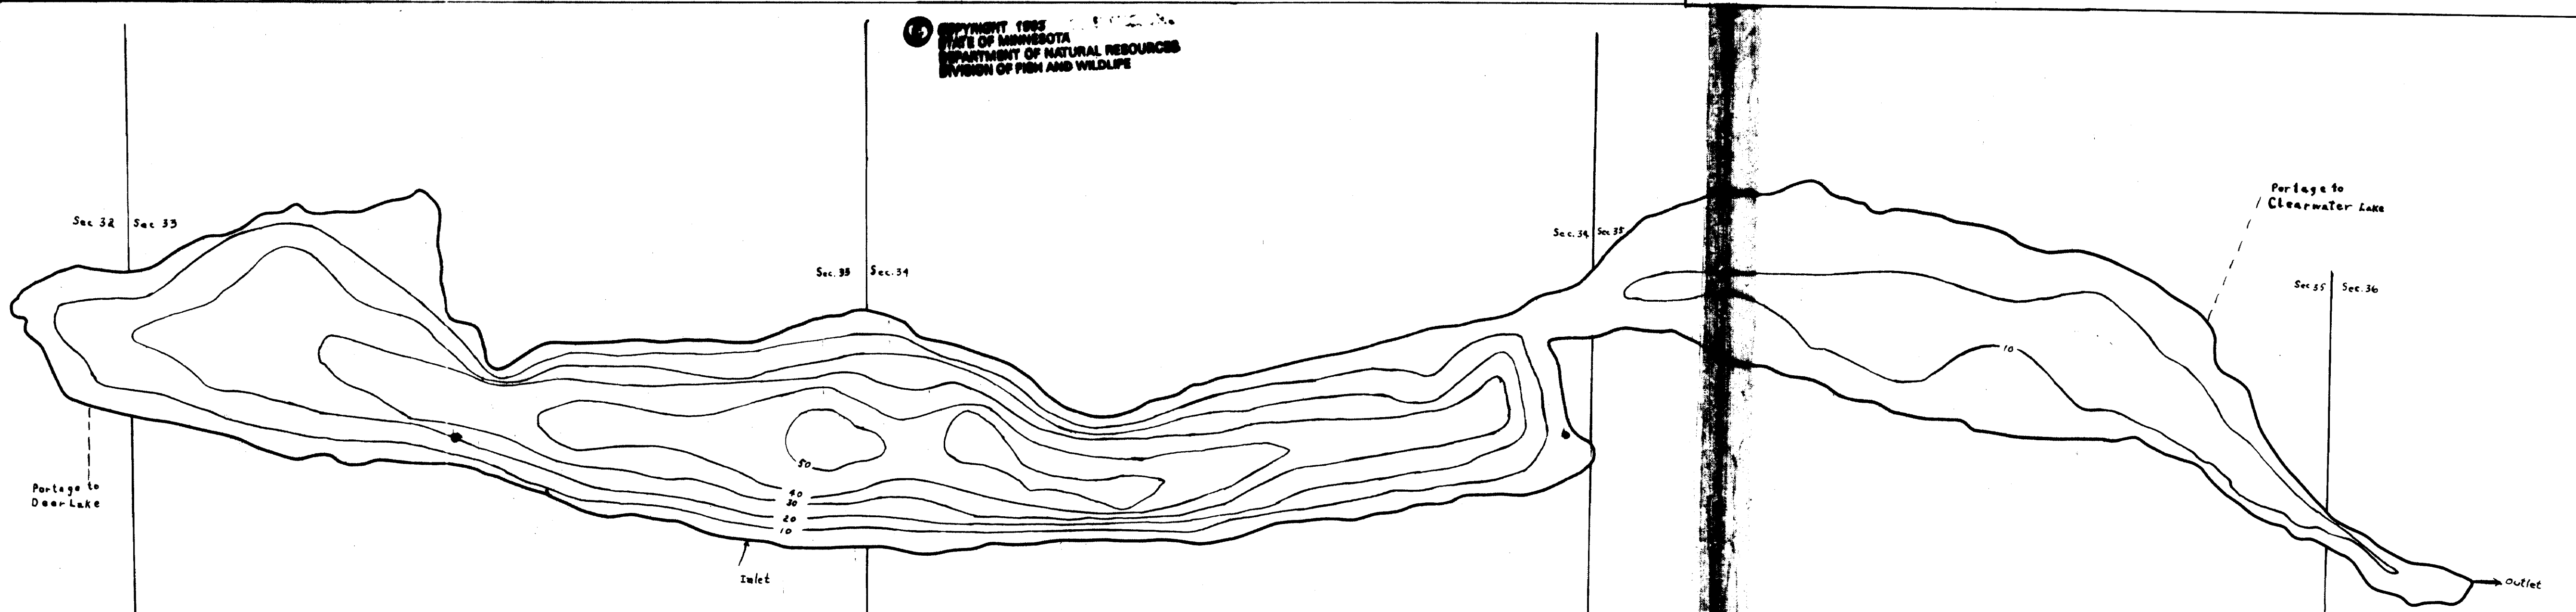 COPYRIGHT 1983
STATE OF MINNESOTA
DEPARTMENT OF NATURAL RESOURCES
DIVISION OF FISH AND WILDLIFE
Portage to
Clearwater Lake
Sec 32 Sec 33
Sec. 34 Sec 35
Sec. 33 Sec. 34
Sec 35 Sec. 36
10
50
Portage to
Deer Lake
40
30
20
10
Inlet
Outlet